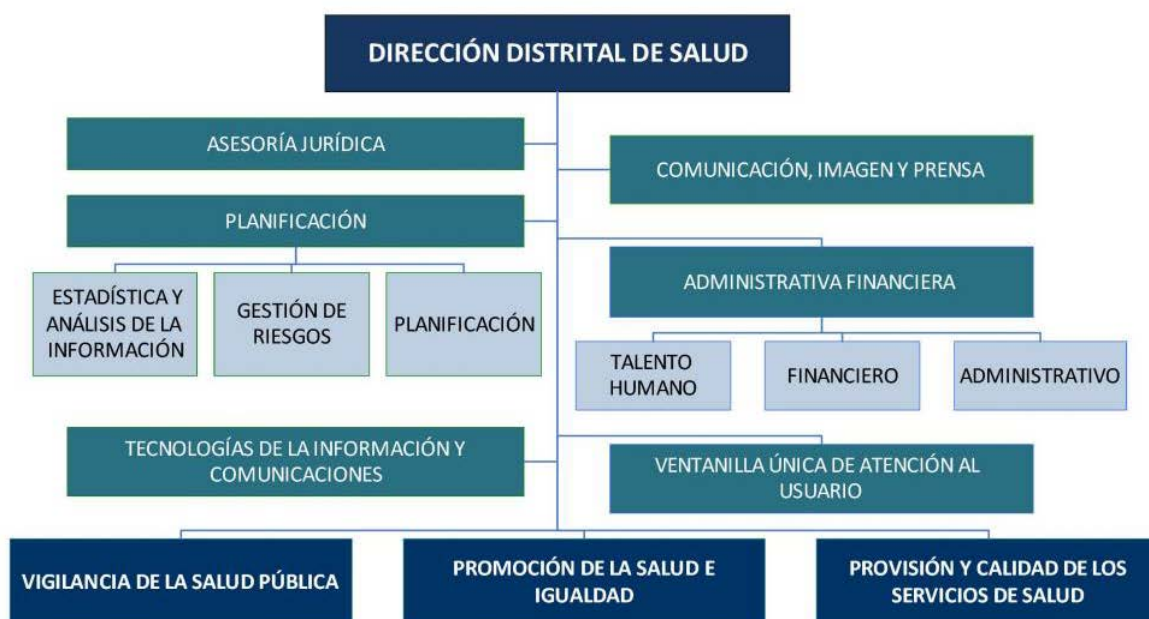 DIRECCIÓN DISTRITAL DE SALUD
ASESORÍA JURÍDICA
COMUNICACIÓN, IMAGEN Y PRENSA
PLANIFICACIÓN
ESTADÍSTICA Y
ANÁLISIS DE LA
INFORMACIÓN
GESTIÓN DE
RIESGOS
PLANIFICACIÓN
ADMINISTRATIVA FINANCIERA
TALENTO
HUMANO
FINANCIERO
ADMINISTRATIVO
TECNOLOGÍAS DE LA INFORMACIÓN Y
COMUNICACIONES
VENTANILLA ÚNICA DE ATENCIÓN AL
USUARIO
VIGILANCIA DE LA SALUD PÚBLICA
PROMOCIÓN DE LA SALUD E
IGUALDAD
PROVISIÓN Y CALIDAD DE LOS
SERVICIOS DE SALUD